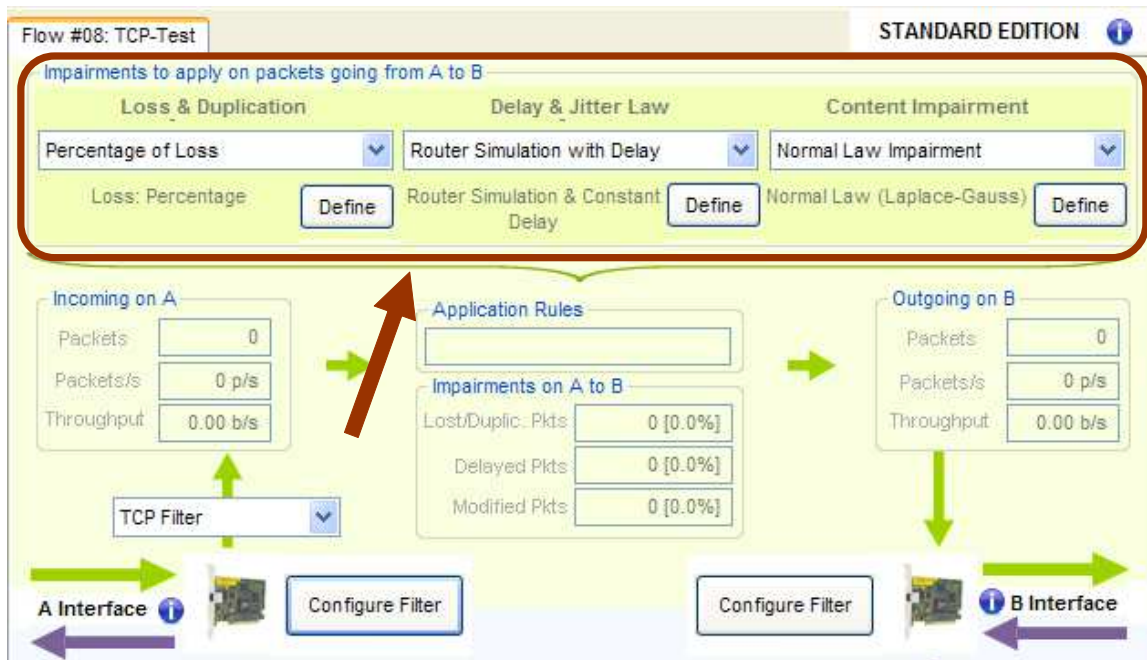 Flow #08: TCP-Test
STANDARD EDITION
Impairments to apply on packets going from A to B
Loss & Duplication
Delay & Jitter Law
Content Impairment
Percentage of Loss
Router Simulation with Delay
Normal Law Impairment
Loss: Percentage
Define
Router Simulation & Constant
Delay
Define
Normal Law (Laplace-Gauss)
Define
Incoming on A
Packets 0
Packets/s 0 p/s
Throughput 0.00 b/s
Application Rules
Impairments on A to B
Lost/Duplic. Pkts 0 [0.0%]
Delayed Pkts 0 [0.0%]
Modified Pkts 0 [0.0%]
Outgoing on B
Packets 0
Packets/s 0 p/s
Throughput 0.00 b/s
TCP Filter
A Interface
Configure Filter
Configure Filter
B Interface